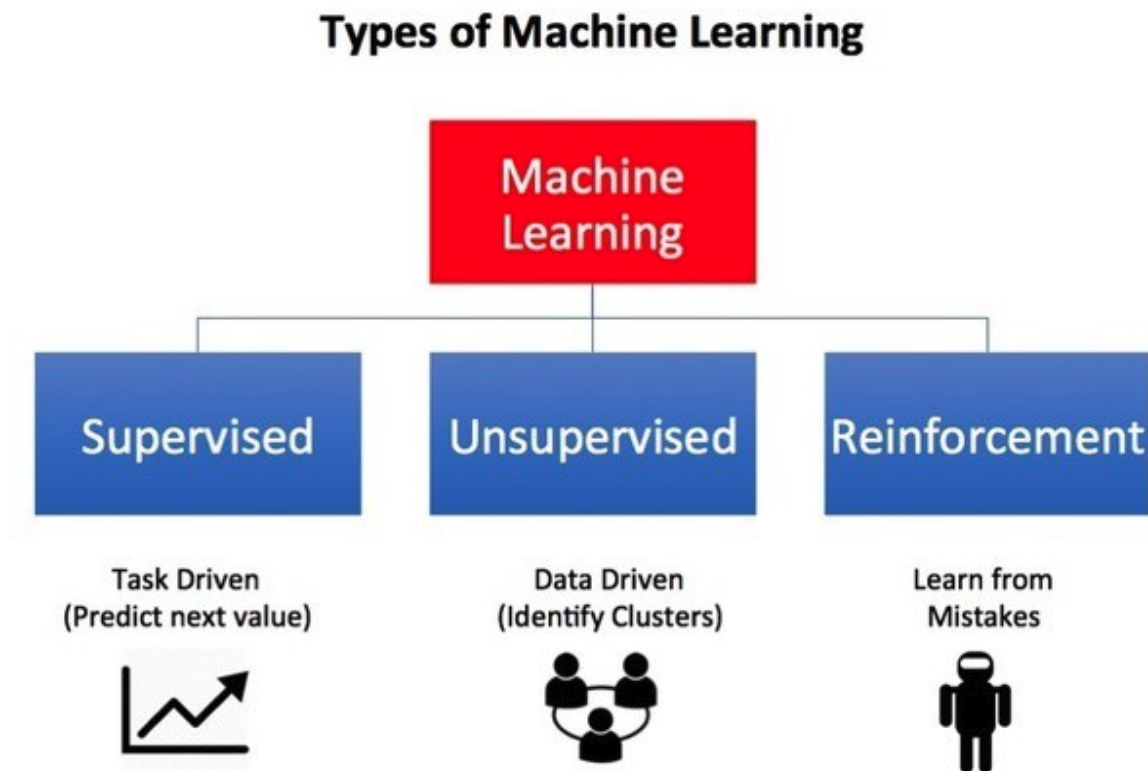 Types of Machine Learning
Machine
Learning
Supervised
Unsupervised
Reinforcement
Task Driven
(Predict next value)
Data Driven
(Identify Clusters)
Learn from
Mistakes